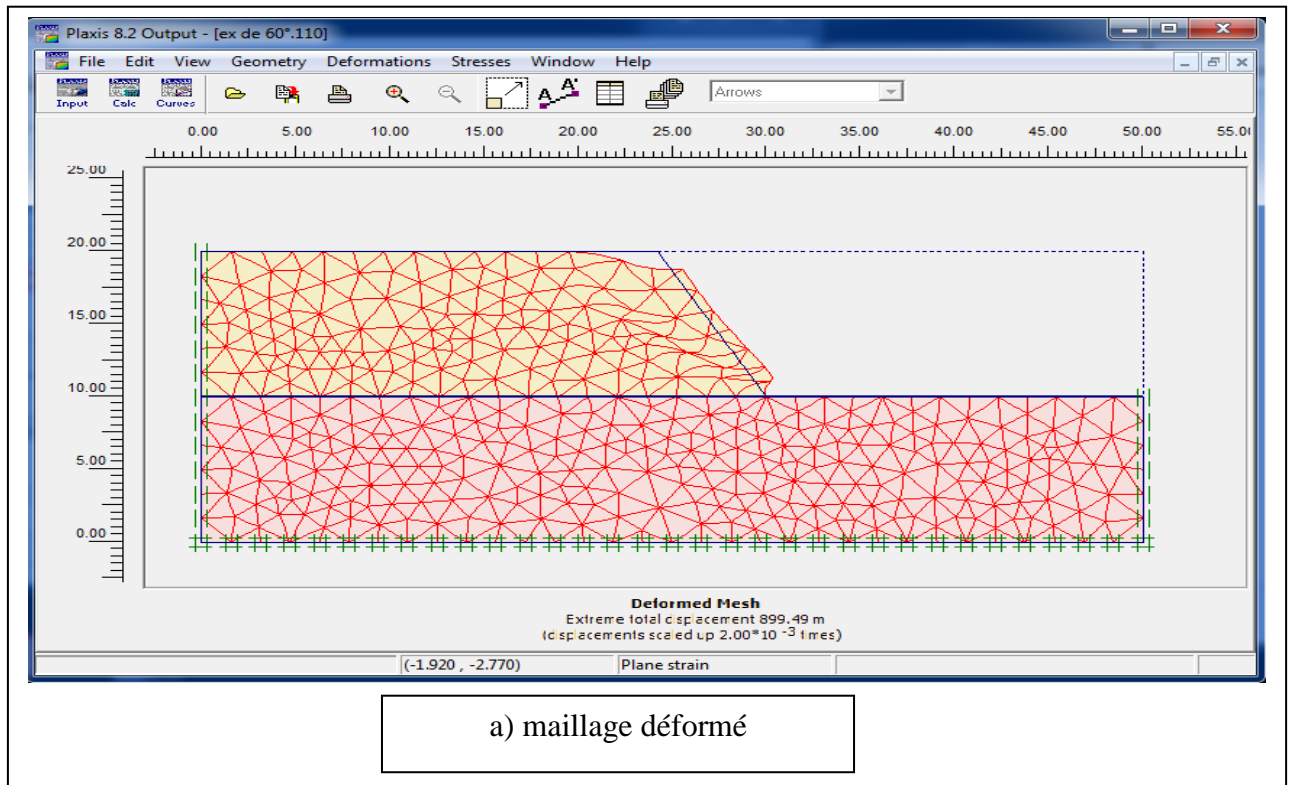 Plaxis 8.2 Output - [ex de 60°.110]
File Edit View Geometry Deformations Stresses Window Help
Input Calc Curves Arrows
0.00 5.00 10.00 15.00 20.00 25.00 30.00 35.00 40.00 45.00 50.00
25.00
20.00
15.00
10.00
5.00
0.00
Deformed Mesh
Extreme total displacement 899.49 m
(displacements scaled up 2.00*10 -3 times)
(-1.920 , -2.770) Plane strain
a) maillage déformé